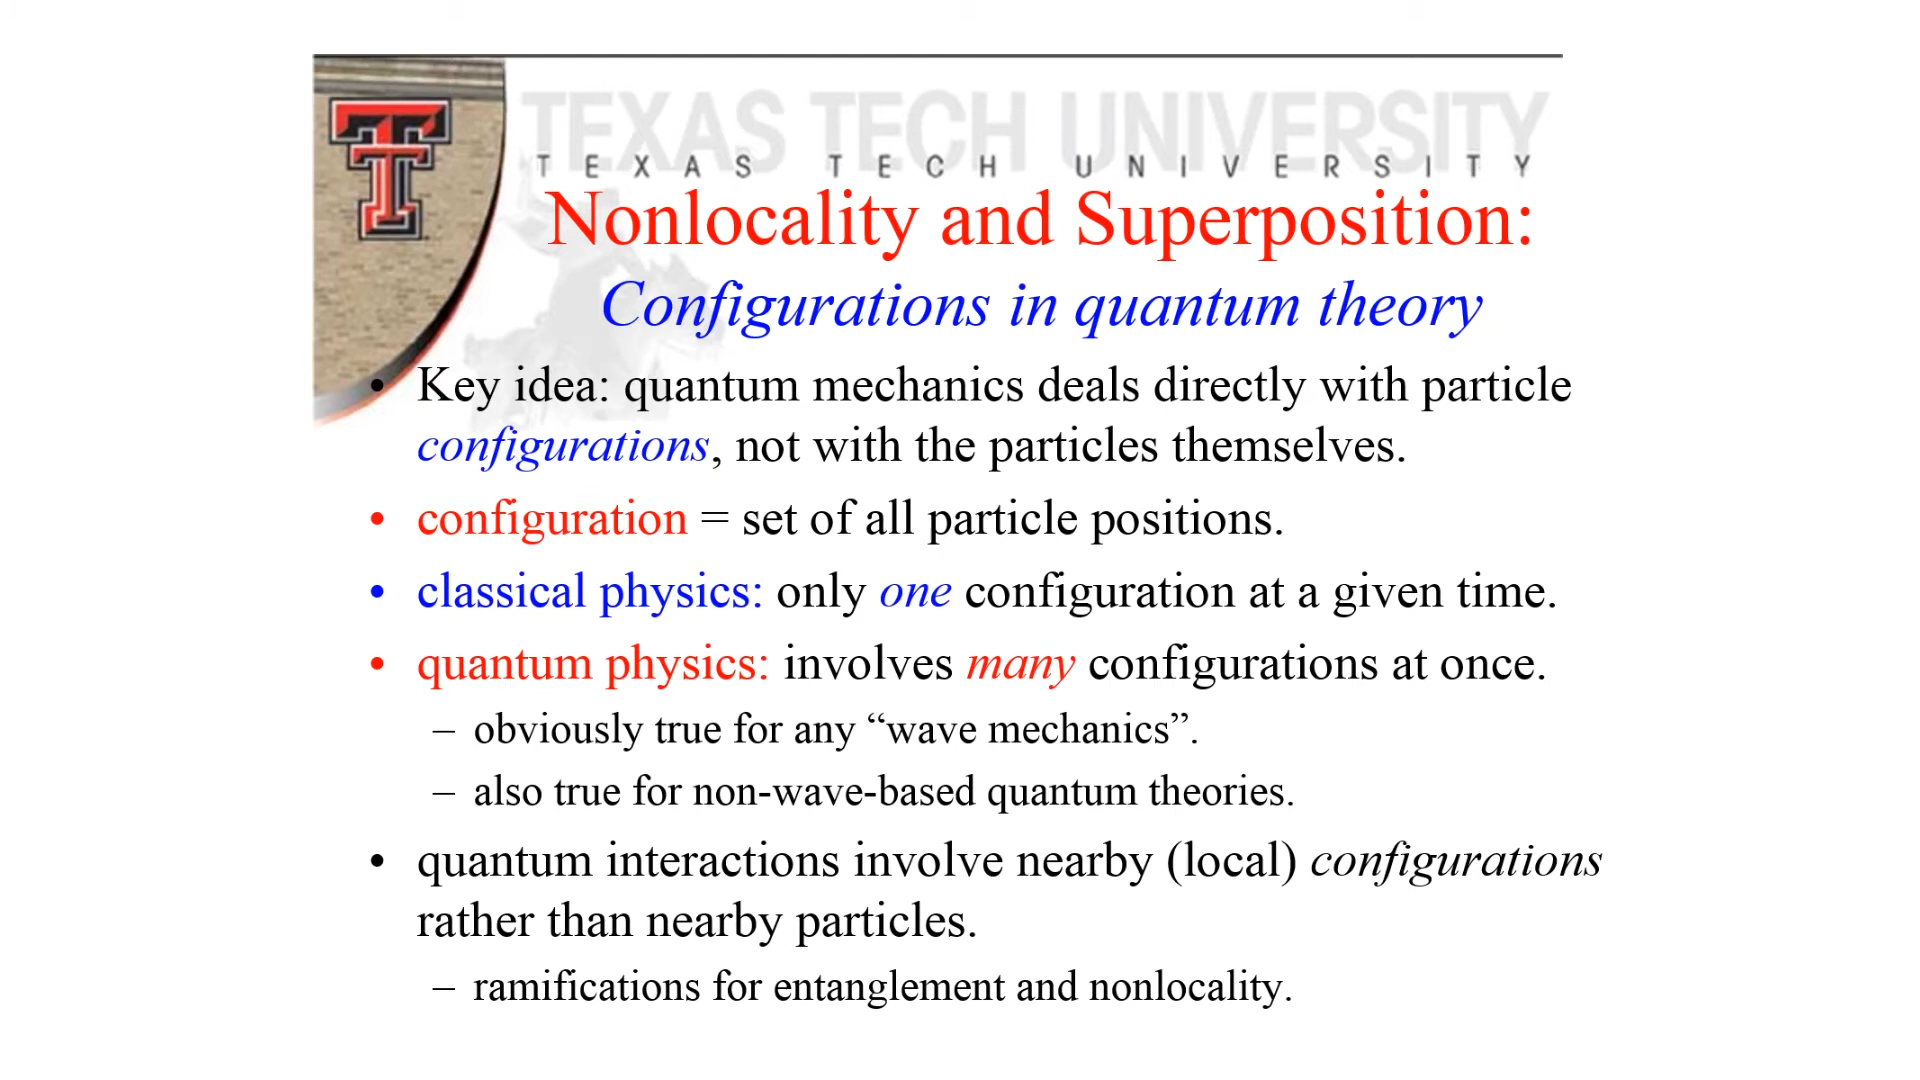 TEXAS TECH UNIVERSITY
TEXAS TECH UNIVERSITY
Nonlocality and Superposition:
Configurations in quantum theory
• Key idea: quantum mechanics deals directly with particle
configurations, not with the particles themselves.
• configuration = set of all particle positions.
• classical physics: only one configuration at a given time.
• quantum physics: involves many configurations at once.
– obviously true for any “wave mechanics”.
– also true for non-wave-based quantum theories.
• quantum interactions involve nearby (local) configurations
rather than nearby particles.
– ramifications for entanglement and nonlocality.